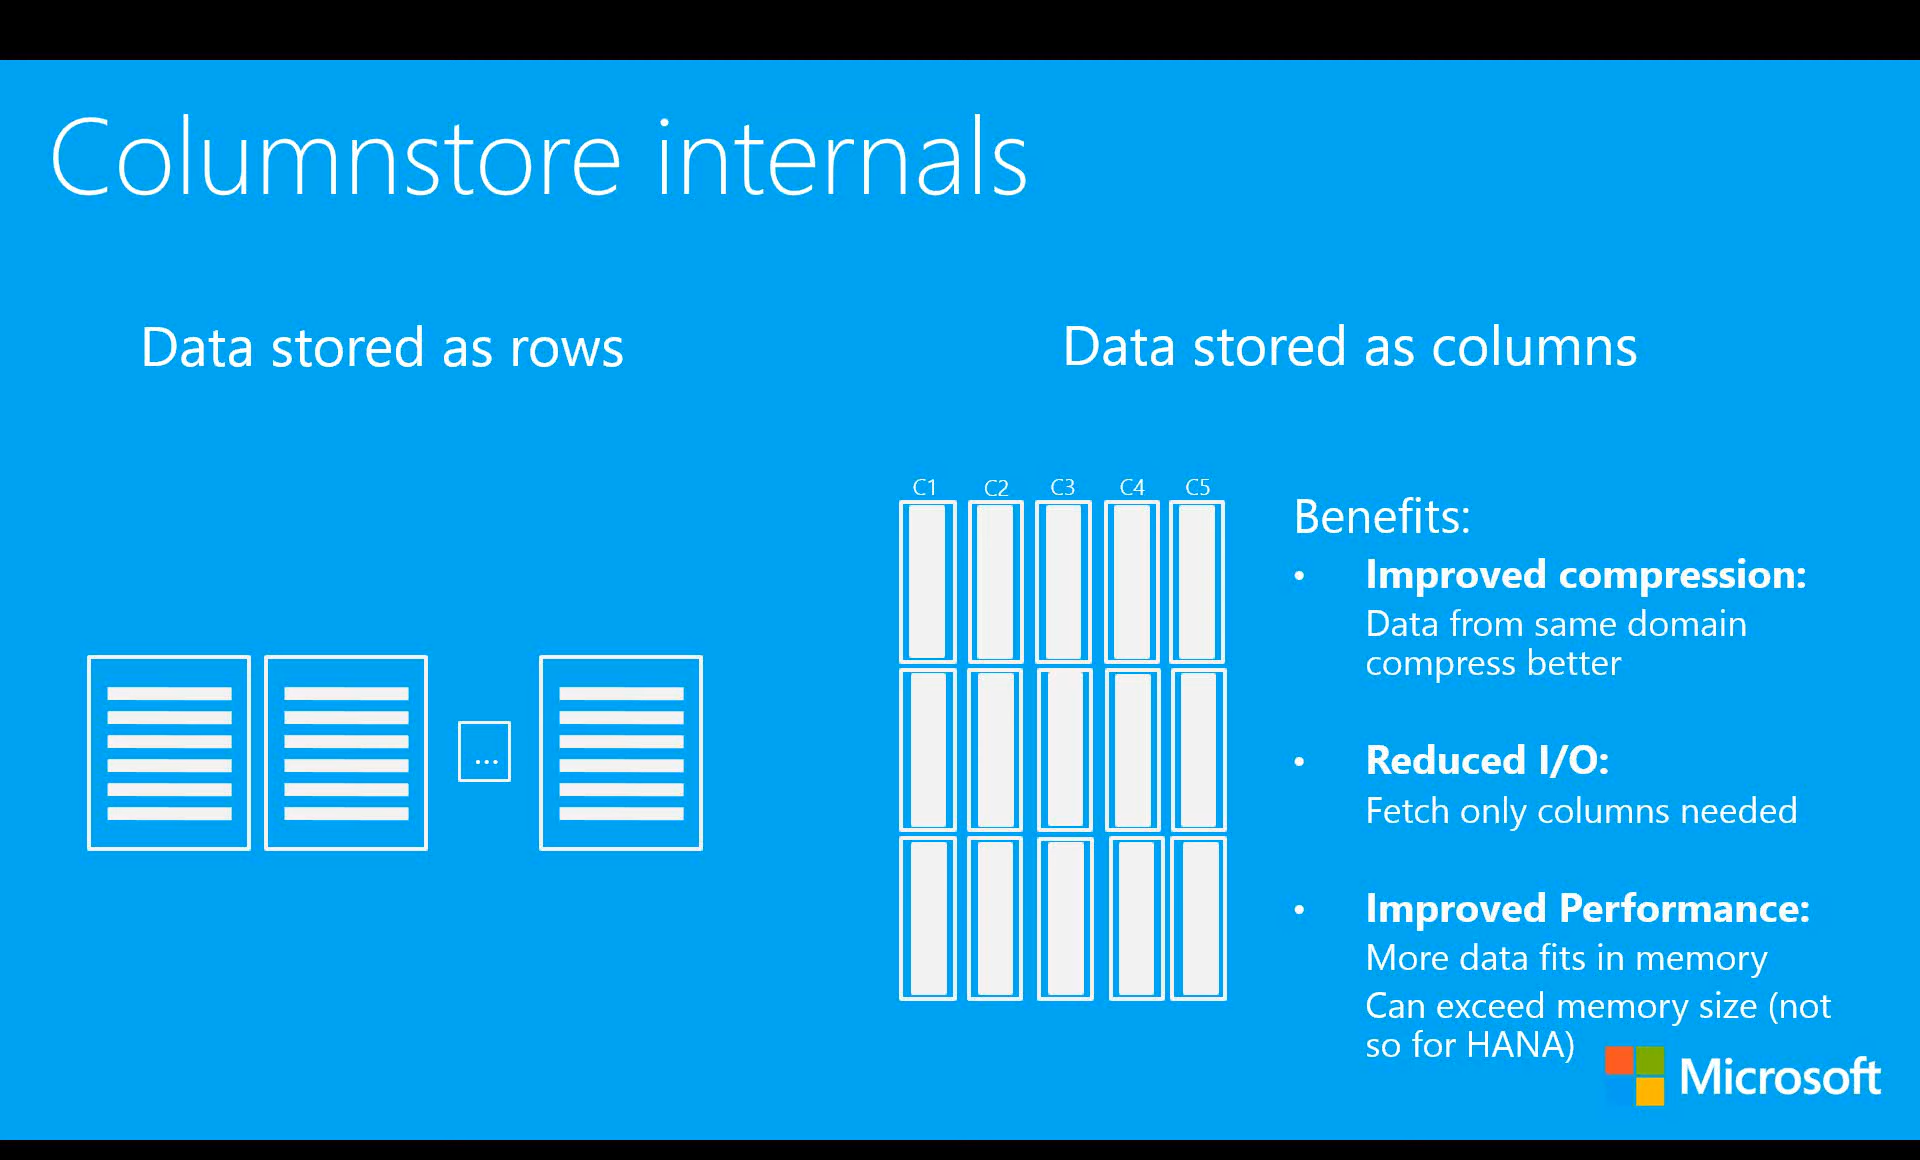 Columnstore internals
Data stored as rows
...
Data stored as columns
C1 C2 C3 C4 C5
Benefits:
• Improved compression:
Data from same domain
compress better
• Reduced I/O:
Fetch only columns needed
• Improved Performance:
More data fits in memory
Can exceed memory size (not
so for HANA)
Microsoft